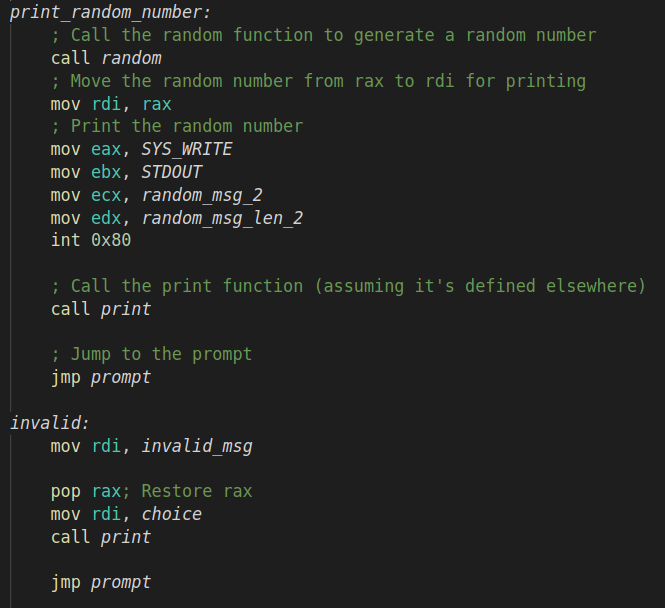 print_random_number:
    ; Call the random function to generate a random number
    call random
    ; Move the random number from rax to rdi for printing
    mov rdi, rax
    ; Print the random number
    mov eax, SYS_WRITE
    mov ebx, STDOUT
    mov ecx, random_msg_2
    mov edx, random_msg_len_2
    int 0x80

    ; Call the print function (assuming it's defined elsewhere)
    call print

    ; Jump to the prompt
    jmp prompt

invalid:
    mov rdi, invalid_msg

    pop rax; Restore rax
    mov rdi, choice
    call print

    jmp prompt